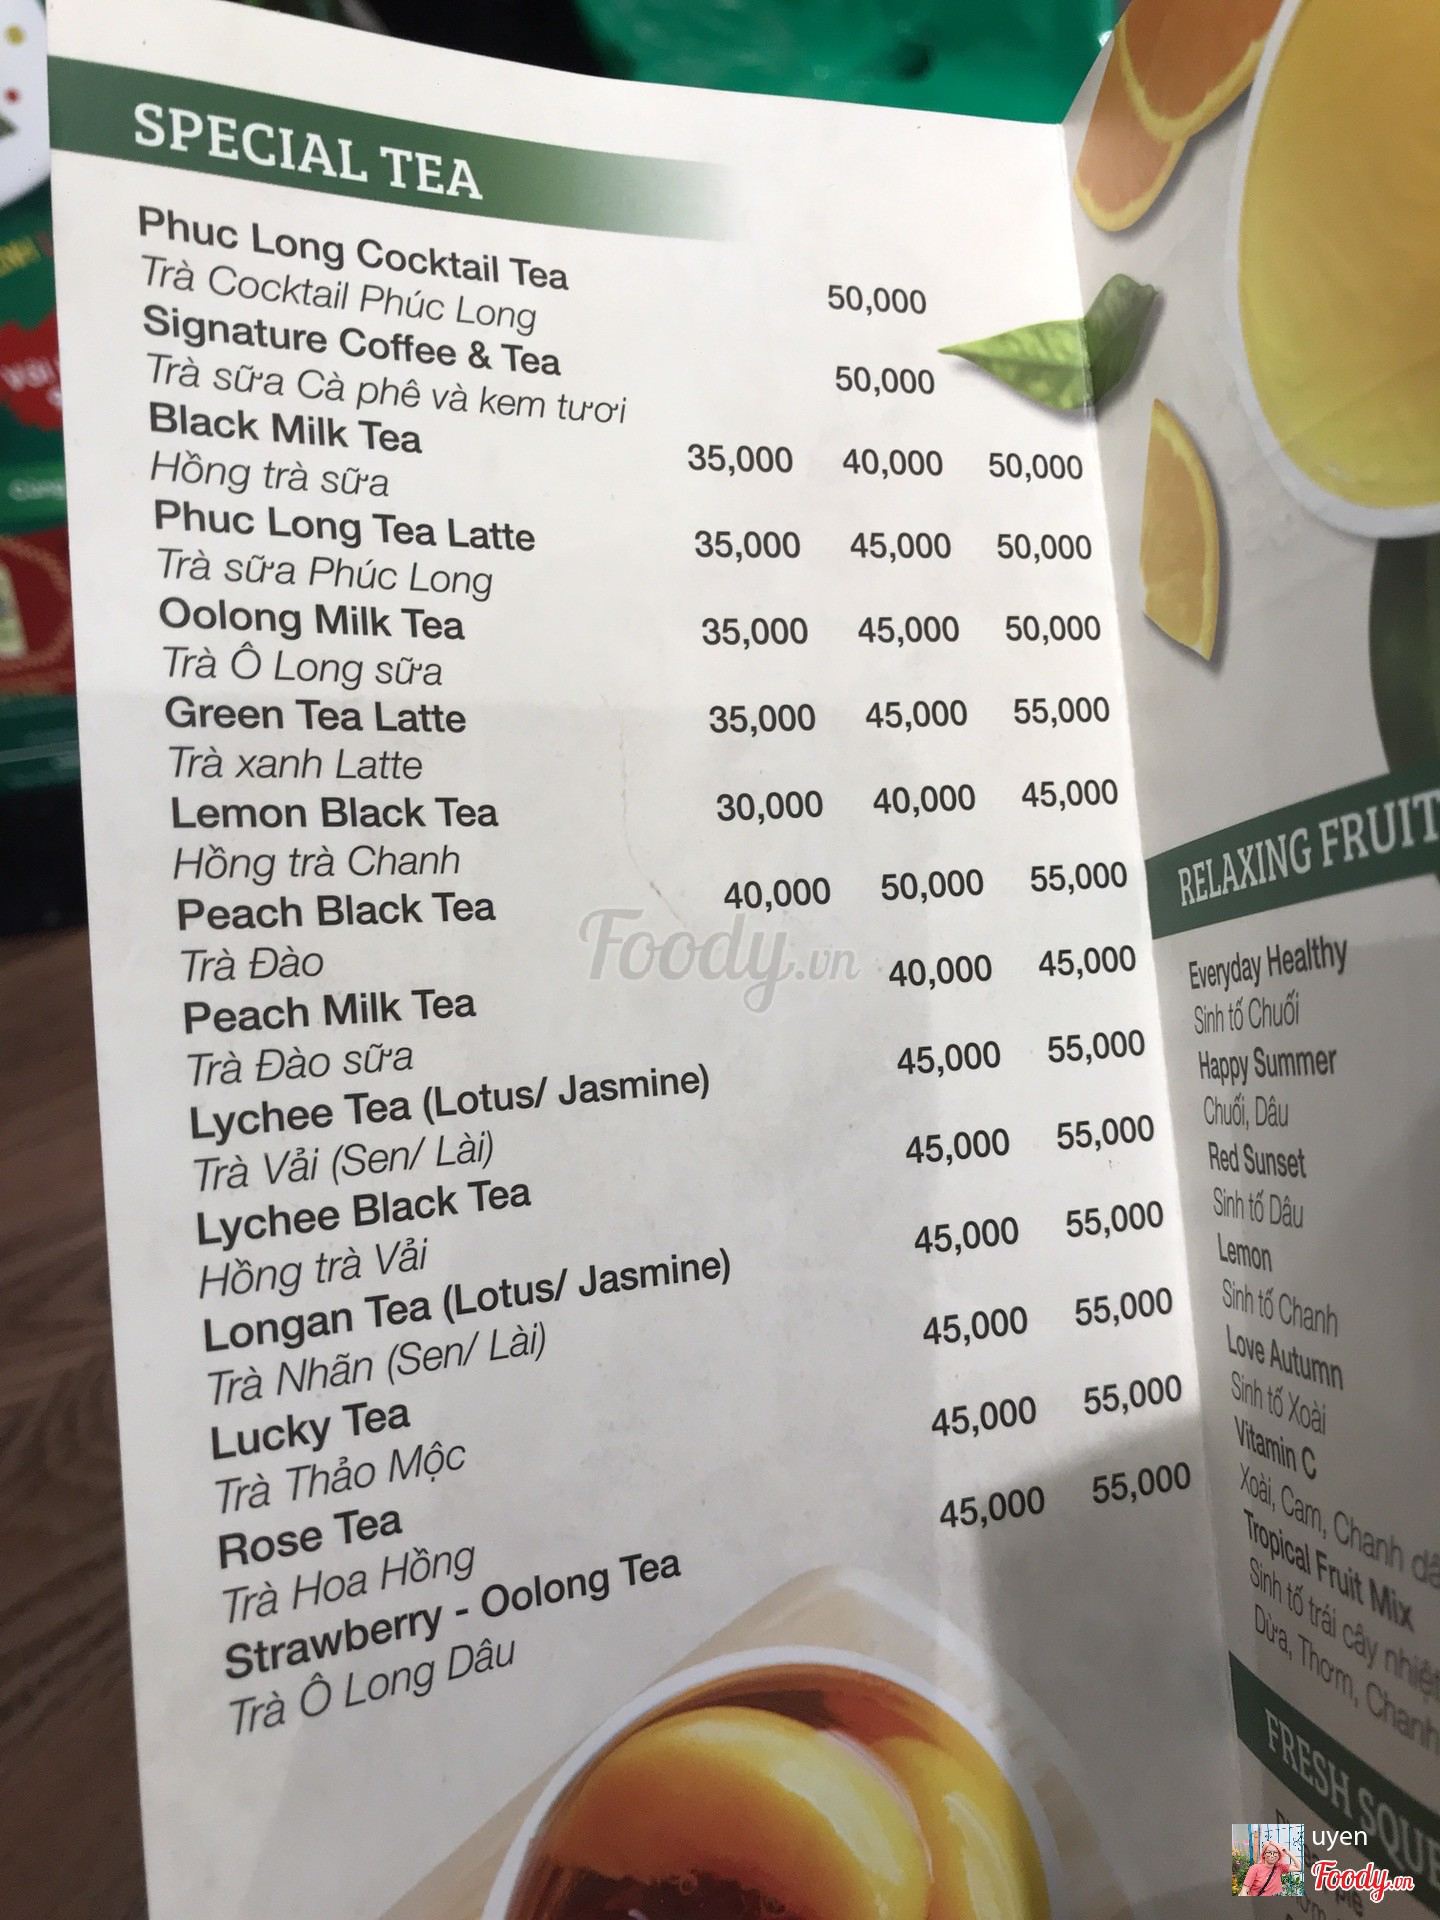 SPECIAL TEA
Phuc Long Cocktail Tea
Trà Cocktail Phúc Long 50,000
Signature Coffee & Tea
Trà sữa Cà phê và kem tươi 50,000
Black Milk Tea
Hồng trà sữa 35,000 40,000 50,000
Phuc Long Tea Latte
Trà sữa Phúc Long 35,000 45,000 50,000
Oolong Milk Tea
Trà Ô Long sữa 35,000 45,000 50,000
Green Tea Latte
Trà xanh Latte 35,000 45,000 55,000
Lemon Black Tea
Hồng trà Chanh 30,000 40,000 45,000
Peach Black Tea
Trà Đào 40,000 50,000 55,000
Peach Milk Tea
Trà Đào sữa 40,000 45,000
Lychee Tea (Lotus/ Jasmine)
Trà Vải (Sen/ Lài) 45,000 55,000
Lychee Black Tea
Hồng trà Vải 45,000 55,000
Longan Tea (Lotus/ Jasmine)
Trà Nhãn (Sen/ Lài) 45,000 55,000
Lucky Tea
Trà Thảo Mộc 45,000 55,000
Rose Tea
Trà Hoa Hồng 45,000 55,000
Strawberry - Oolong Tea
Trà Ô Long Dâu 45,000 55,000
RELAXING FRUIT
Everyday Healthy
Sinh tố Chuối
Happy Summer
Chuối, Dâu
Red Sunset
Sinh tố Dâu
Lemon
Sinh tố Chanh
Love Autumn
Sinh tố Xoài
Vitamin C
Xoài, Cam, Chanh
Tropical Fruit Mix
Sinh tố trái cây nhiệt
Dừa, Thơm, Chanh
FRESH SQUE
Foody.vn
uyen
Foody.vn